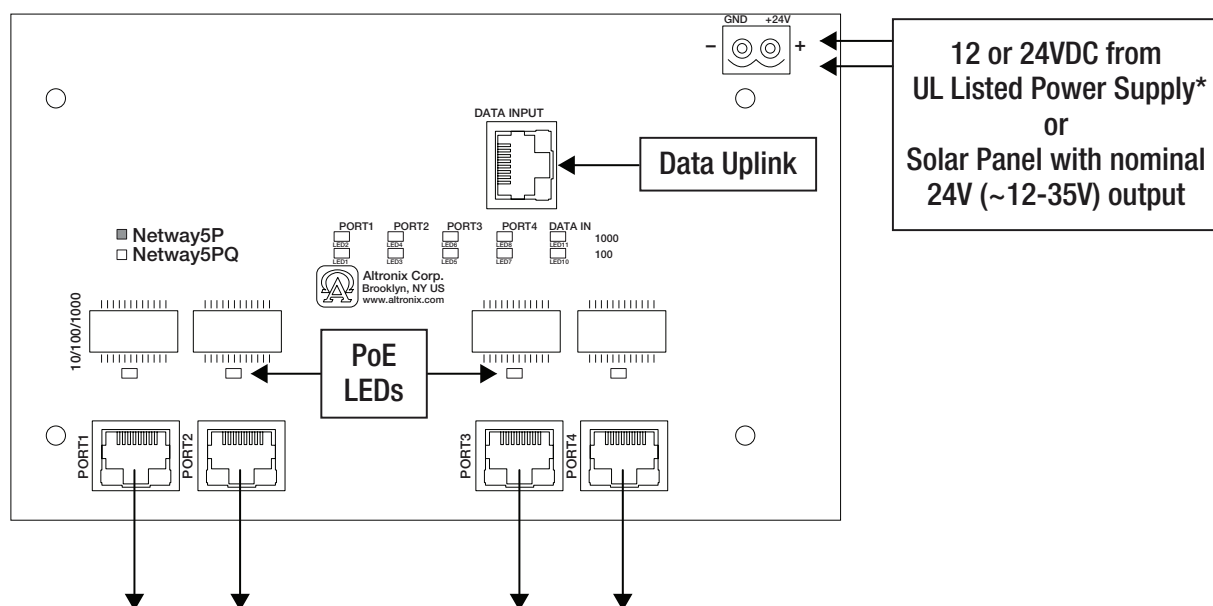 GND +24V
– +
12 or 24VDC from
UL Listed Power Supply*
or
Solar Panel with nominal
24V (~12-35V) output
DATA INPUT
Data Uplink
Netway5P
Netway5PQ
PORT1 PORT2 PORT3 PORT4 DATA IN
LED2 LED4 LED6 LED8 LED11 1000
LED1 LED3 LED5 LED7 LED10 100
Altronix Corp.
Brooklyn, NY US
www.altronix.com
10/100/1000
PoE
LEDs
PORT1
PORT2
PORT3
PORT4